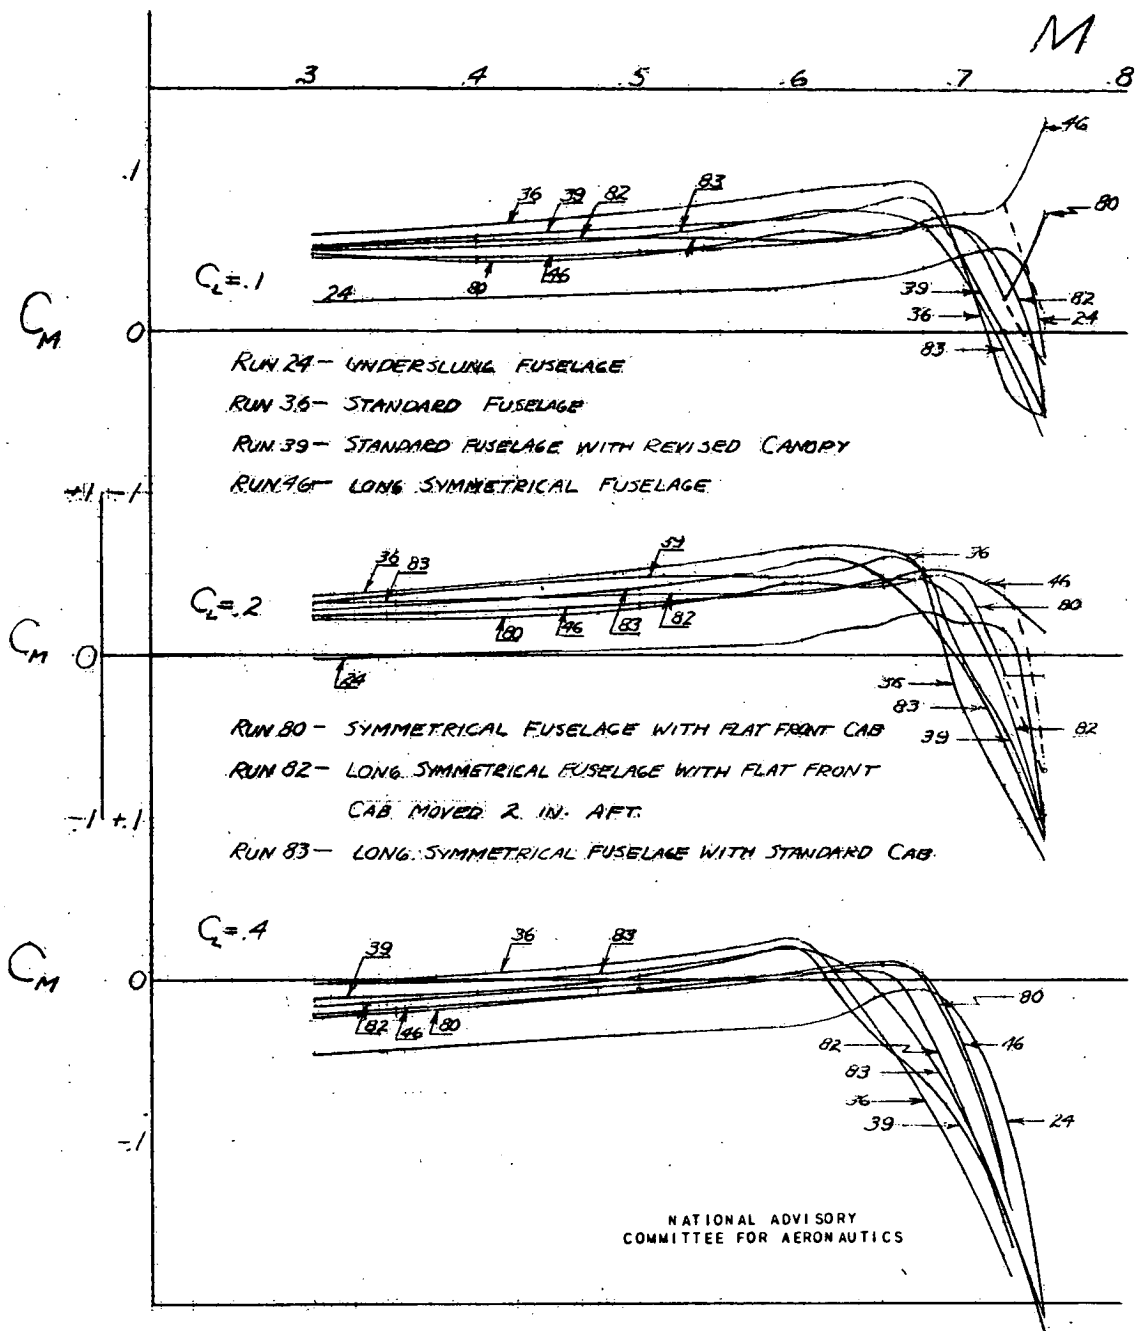 M
.3 .4 .5 .6 .7 .8
46
.1
36 39 82 83
80
C_L=.1
80 46
24
39 82
36 24
C_M 0
83
RUN 24 - UNDERSLUNG FUSELAGE
RUN 36 - STANDARD FUSELAGE
RUN 39 - STANDARD FUSELAGE WITH REVISED CANOPY
RUN 46 - LONG SYMMETRICAL FUSELAGE
+.1 -.1
39
36 83 36
46
C_L=.2 80
80 46 83 82
C_M 0
24
36
83
RUN 80 - SYMMETRICAL FUSELAGE WITH FLAT FRONT CAB
39 82
RUN 82 - LONG SYMMETRICAL FUSELAGE WITH FLAT FRONT
CAB MOVED 2 IN. AFT.
-.1 +.1
RUN 83 - LONG SYMMETRICAL FUSELAGE WITH STANDARD CAB
C_L=.4
39 36 83
C_M 0
80
82 46 80
82 46
83
36
39 24
-.1
NATIONAL ADVISORY
COMMITTEE FOR AERONAUTICS